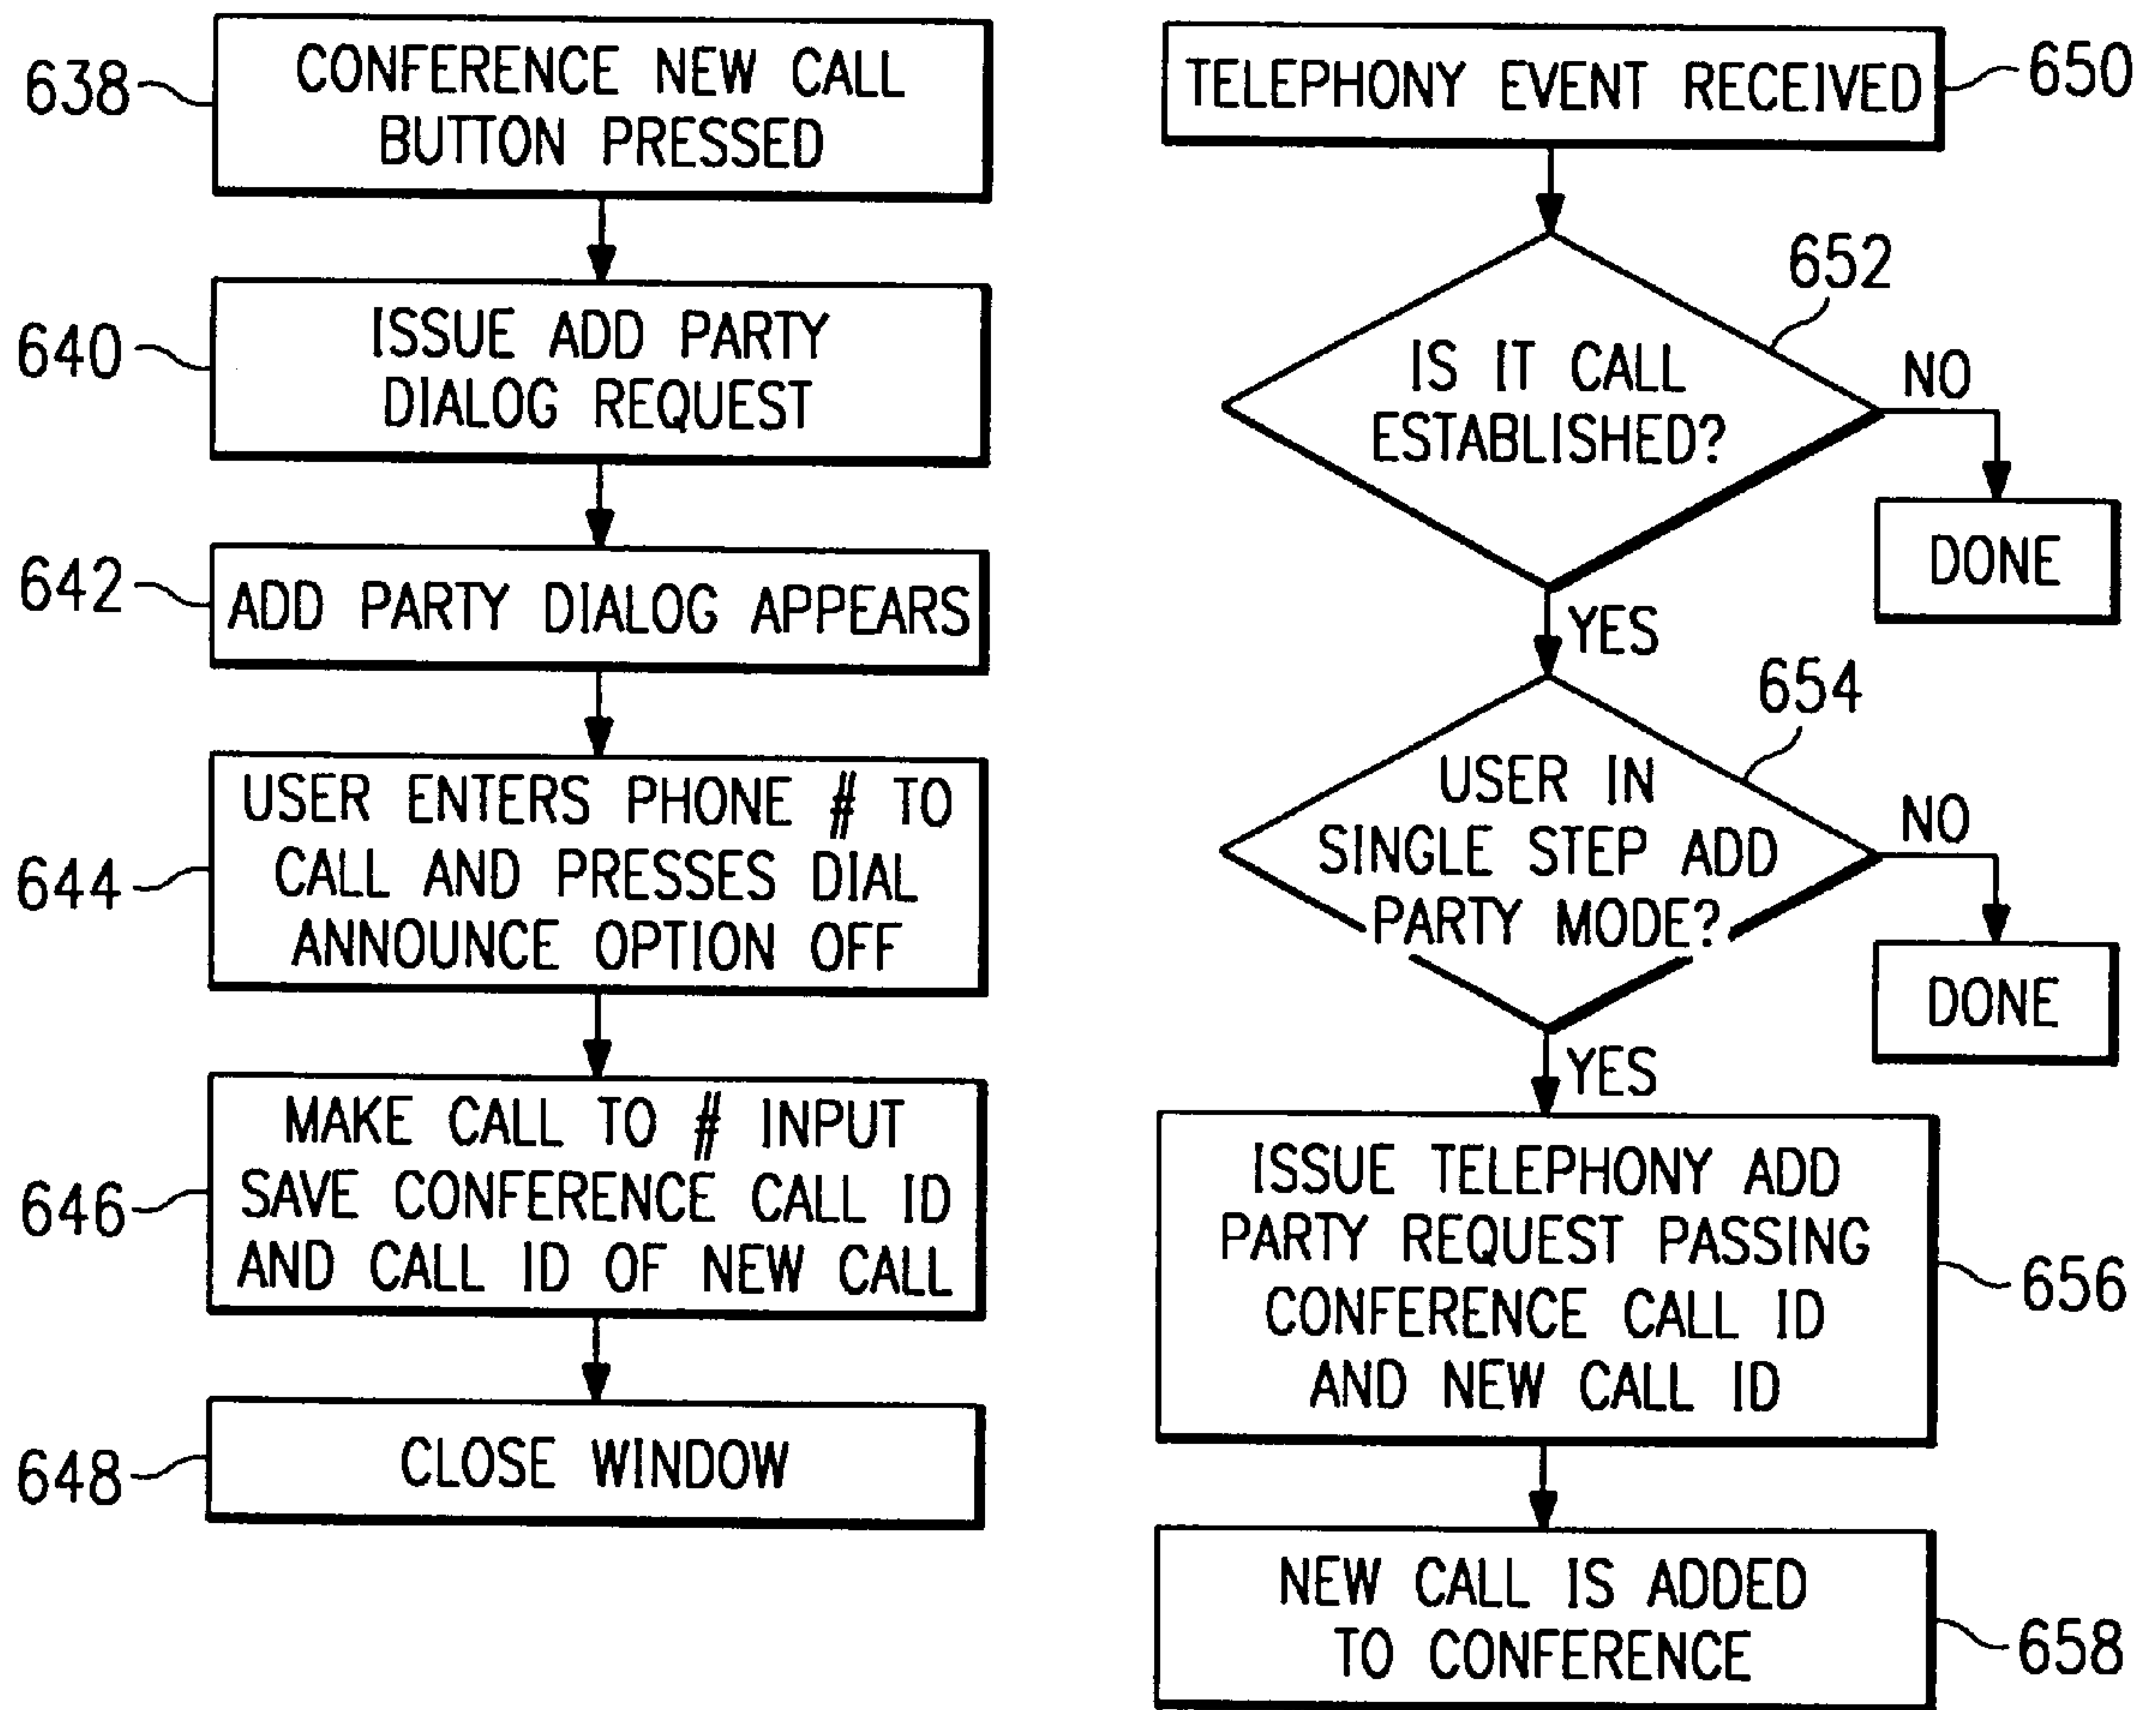 638
CONFERENCE NEW CALL
BUTTON PRESSED
640
ISSUE ADD PARTY
DIALOG REQUEST
642
ADD PARTY DIALOG APPEARS
644
USER ENTERS PHONE # TO
CALL AND PRESSES DIAL
ANNOUNCE OPTION OFF
646
MAKE CALL TO # INPUT
SAVE CONFERENCE CALL ID
AND CALL ID OF NEW CALL
648
CLOSE WINDOW
TELEPHONY EVENT RECEIVED
650
652
IS IT CALL
ESTABLISHED?
NO
DONE
YES
654
USER IN
SINGLE STEP ADD
PARTY MODE?
NO
DONE
YES
ISSUE TELEPHONY ADD
PARTY REQUEST PASSING
CONFERENCE CALL ID
AND NEW CALL ID
656
NEW CALL IS ADDED
TO CONFERENCE
658